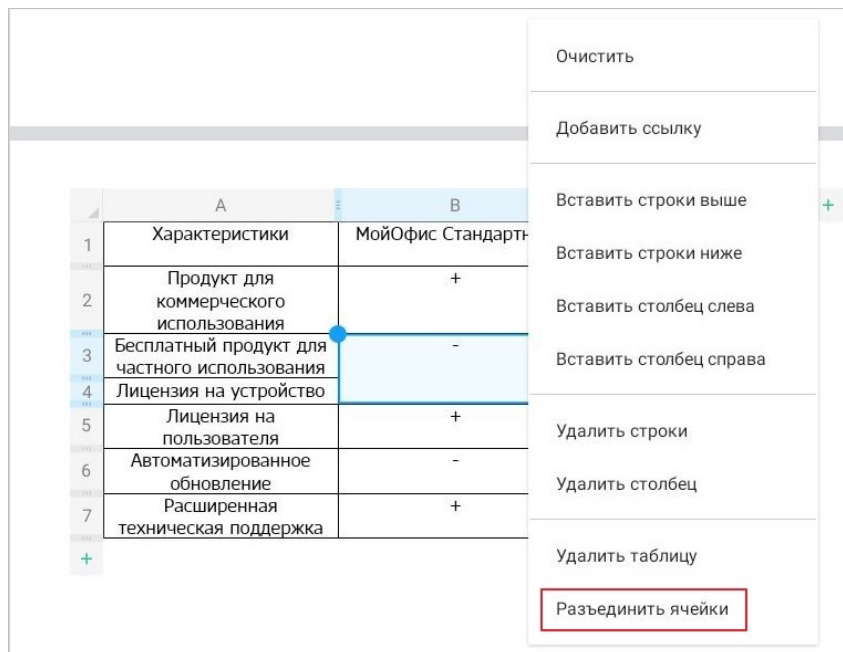 Очистить
Добавить ссылку
Вставить строки выше
Вставить строки ниже
Вставить столбец слева
Вставить столбец справа
Удалить строки
Удалить столбец
Удалить таблицу
Разъединить ячейки
A B +
1 Характеристики МойОфис Стандартн
2 Продукт для +
коммерческого
использования
3 Бесплатный продукт для -
частного использования
4 Лицензия на устройство
5 Лицензия на +
пользователя
6 Автоматизированное -
обновление
7 Расширенная +
техническая поддержка
+